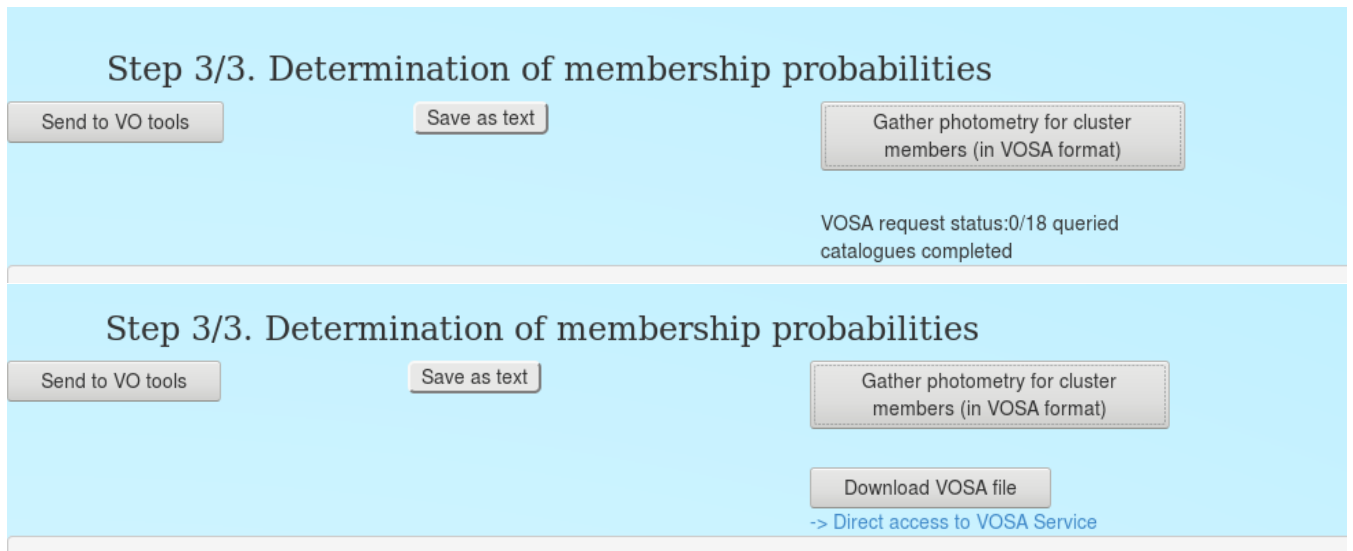 Step 3/3. Determination of membership probabilities
Send to VO tools
Save as text
Gather photometry for cluster
members (in VOSA format)
VOSA request status:0/18 queried
catalogues completed
Step 3/3. Determination of membership probabilities
Send to VO tools
Save as text
Gather photometry for cluster
members (in VOSA format)
Download VOSA file
-> Direct access to VOSA Service